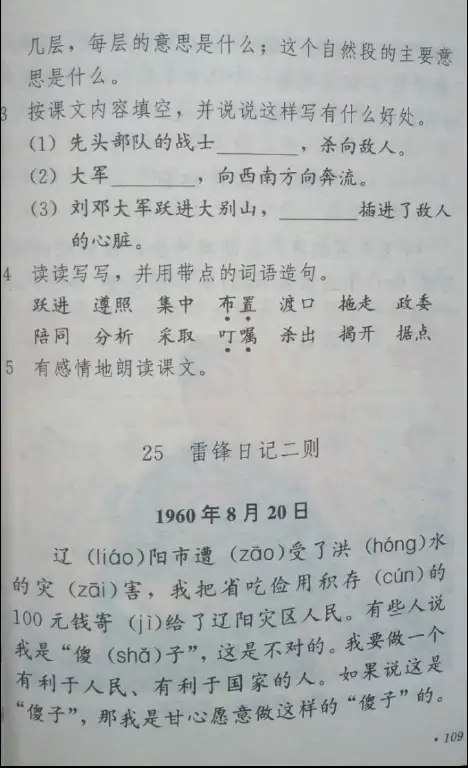 几层，每层的意思是什么；这个自然段的主要意
思是什么。
3 按课文内容填空，并说说这样写有什么好处。
(1) 先头部队的战士________，杀向敌人。
(2) 大军________，向西南方向奔流。
(3) 刘邓大军跃进大别山，________插进了敌人
的心脏。
4 读读写写，并用带点的词语造句。
跃进 遵照 集中 布置 渡口 拖走 政委
陪同 分析 采取 叮嘱 杀出 揭开 据点
5 有感情地朗读课文。
25 雷锋日记二则
1960年8月20日
辽（liáo）阳市遭（zāo）受了洪（hóng）水
的灾（zāi）害，我把省吃俭用积存（cún）的
100元钱寄（jì）给了辽阳灾区人民。有些人说
我是“傻（shǎ）子”，这是不对的。我要做一个
有利于人民、有利于国家的人。如果说这是
“傻子”，那我是甘心愿意做这样的“傻子”的。
·109